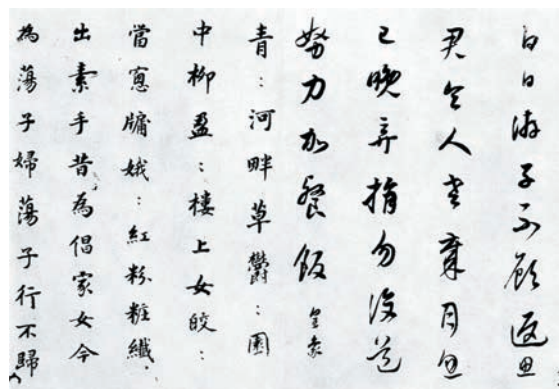 白日游子不顧返思
君令人老歲月忽
已晚弃捐勿復道
努力加餐飯 皇象
青:河畔草鬱:園
中柳盈:樓上女皎:
當窓牖娥:紅粉粧纖:
出素手昔為倡家女今
為蕩子婦蕩子行不歸